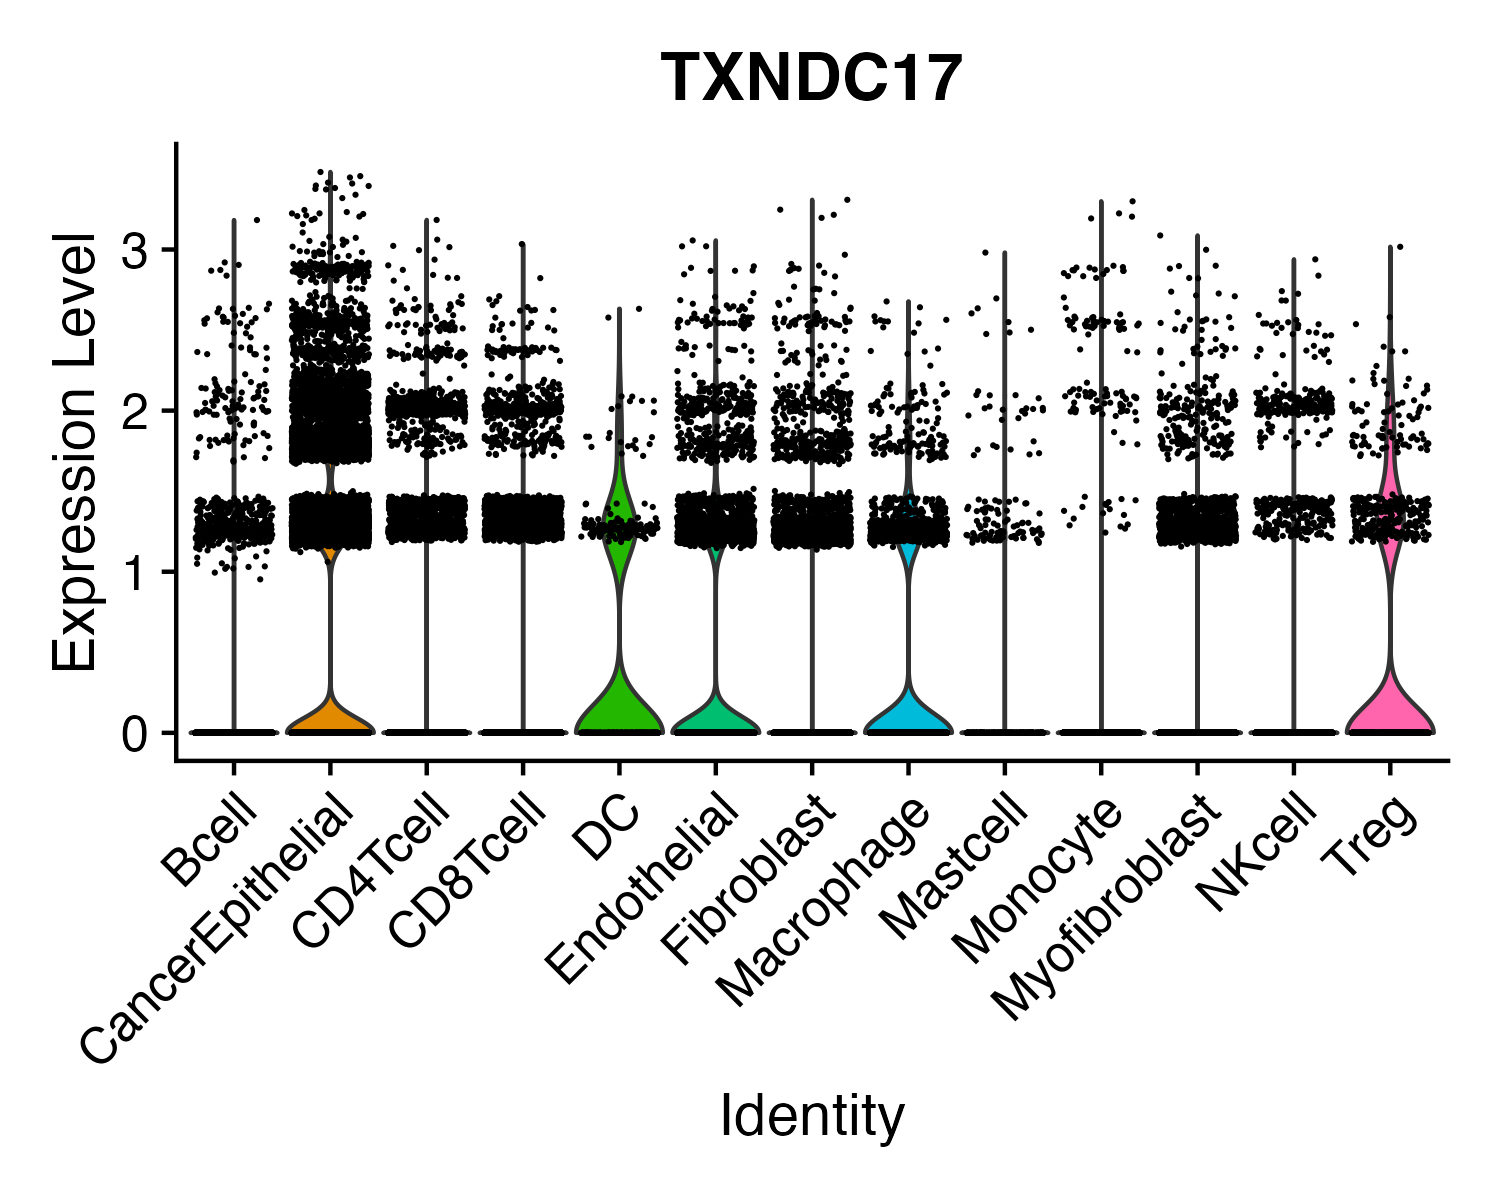 TXNDC17
Expression Level
3
2
1
0
Bcell
CancerEpithelial
CD4Tcell
CD8Tcell
DC
Endothelial
Fibroblast
Macrophage
Mastcell
Monocyte
Myofibroblast
NKcell
Treg
Identity